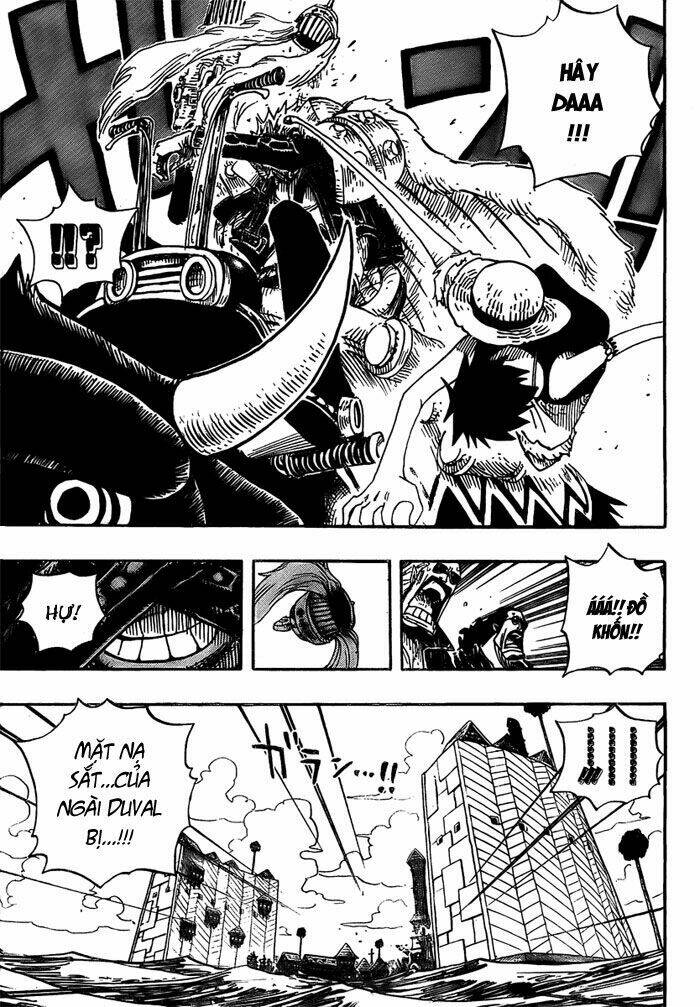 HÂY
DAAA
!!!
!!?
ÁÁÁ!! ĐỒ
KHỐN!!
HỰ!
ガラン...!!
MẶT NẠ
SẮT...CỦA
NGÀI DUVAL
BỊ...!!!